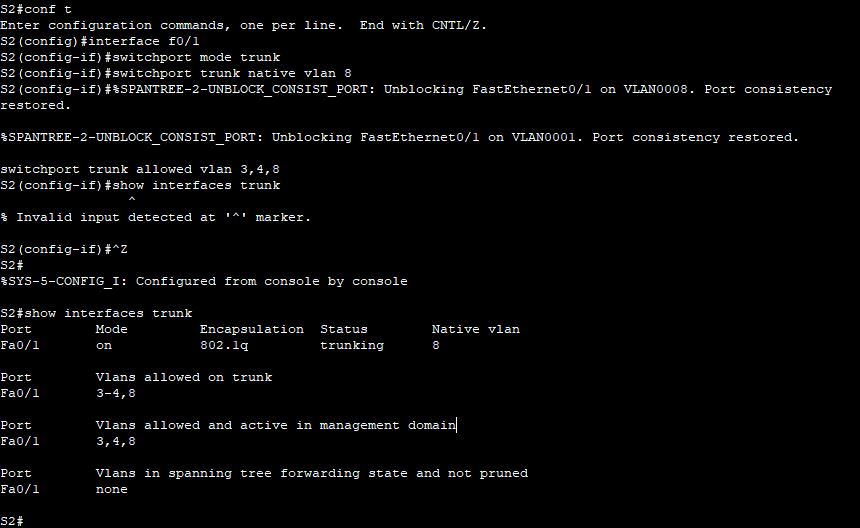 S2#conf t
Enter configuration commands, one per line.  End with CNTL/Z.
S2(config)#interface f0/1
S2(config-if)#switchport mode trunk
S2(config-if)#switchport trunk native vlan 8
S2(config-if)#%SPANTREE-2-UNBLOCK_CONSIST_PORT: Unblocking FastEthernet0/1 on VLAN0008. Port consistency
restored.

%SPANTREE-2-UNBLOCK_CONSIST_PORT: Unblocking FastEthernet0/1 on VLAN0001. Port consistency restored.

switchport trunk allowed vlan 3,4,8
S2(config-if)#show interfaces trunk
                ^
% Invalid input detected at '^' marker.

S2(config-if)#^Z
S2#
%SYS-5-CONFIG_I: Configured from console by console

S2#show interfaces trunk
Port        Mode         Encapsulation  Status        Native vlan
Fa0/1       on           802.1q         trunking      8

Port        Vlans allowed on trunk
Fa0/1       3-4,8

Port        Vlans allowed and active in management domain
Fa0/1       3,4,8

Port        Vlans in spanning tree forwarding state and not pruned
Fa0/1       none

S2#